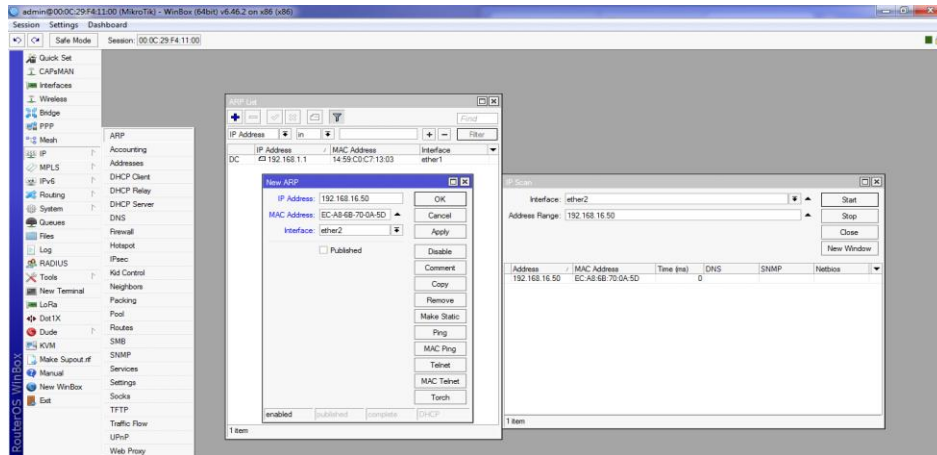 admin@00:0C:29:F4:11:00 (MikroTik) - WinBox (64bit) v6.46.2 on x86 (x86)
Session Settings Dashboard
Safe Mode Session: 00:0C:29:F4:11:00
Quick Set
CAPsMAN
Interfaces
Wireless
Bridge
PPP
Mesh
IP
MPLS
IPv6
Routing
System
Queues
Files
Log
RADIUS
Tools
New Terminal
LoRa
Dot1X
Dude
KVM
Make Supout.rif
Manual
New WinBox
Exit
RouterOS WinBox
ARP
Accounting
Addresses
DHCP Client
DHCP Relay
DHCP Server
DNS
Firewall
Hotspot
IPsec
Kid Control
Neighbors
Packing
Pool
Routes
SMB
SNMP
Services
Settings
Socks
TFTP
Traffic Flow
UPnP
Web Proxy
ARP List
Find
IP Address in + − Filter
IP Address / MAC Address Interface
DC 192.168.1.1 14:59:C0:C7:13:03 ether1
New ARP
IP Address: 192.168.16.50 OK
MAC Address: EC-A8-6B-70-0A-5D Cancel
Interface: ether2 Apply
Published Disable
Comment
Copy
Remove
Make Static
Ping
MAC Ping
Telnet
MAC Telnet
Torch
enabled published complete DHCP
1 item
IP Scan
Interface: ether2 Start
Address Range: 192.168.16.50 Stop
Close
New Window
Address / MAC Address Time (ms) DNS SNMP Netbios
192.168.16.50 EC:A8:6B:70:0A:5D 0
1 item